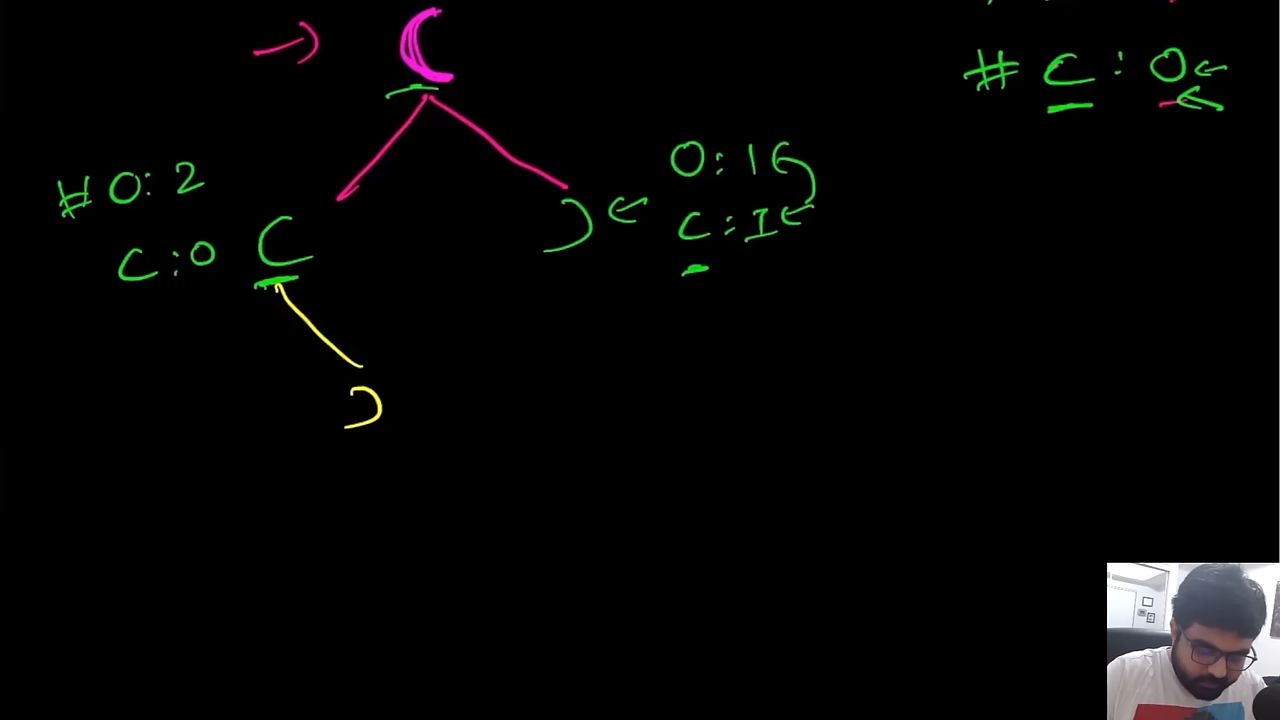 → ) (
# C : 0 ←
# O : 2
O : 1
C : 0 (
) ← C : 1 ←
)